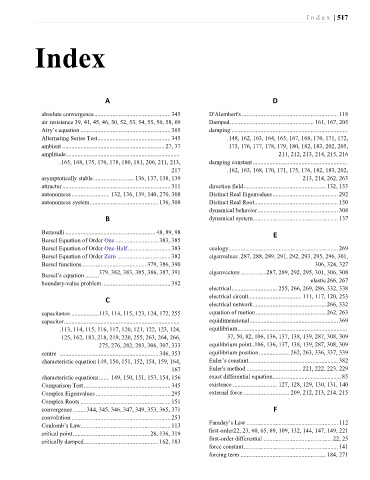 Index | 517
Index
A
absolute convergence 345
air resistance 39, 41, 45, 46, 50, 52, 53, 54, 55, 56, 58, 69
Airy's equation 365
Alternating Series Test 345
ambient 27, 37
amplitude
165, 168, 175, 176, 178, 180, 181, 206, 211, 213,
217
asymptotically stable 136, 137, 138, 139
attractor 311
autonomous 132, 136, 139, 140, 270, 308
autonomous system 136, 308
B
Bernoulli 48, 89, 98
Bessel Equation of Order One 383, 385
Bessel Equation of Order One-Half 383
Bessel Equation of Order Zero 382
Bessel functions 379, 386, 390
Bessel's equation 379, 382, 383, 385, 386, 387, 391
boundary-value problem 392
C
capacitance 113, 114, 115, 123, 124, 172, 255
capacitor
113, 114, 115, 116, 117, 120, 121, 122, 123, 124,
125, 162, 183, 218, 219, 220, 255, 263, 264, 266,
275, 276, 282, 283, 306, 307, 333
centre 346, 353
characteristic equation 149, 150, 151, 152, 154, 159, 164,
167
characteristic equations 149, 150, 151, 153, 154, 156
Comparison Test 345
Complex Eigenvalues 295
Complex Roots 151
convergence 344, 345, 346, 347, 349, 353, 365, 371
convolution 253
Coulomb's Law 113
critical point 28, 136, 319
critically damped 162, 183
D
D'Alembert's 118
Damped 161, 167, 205
damping
149, 162, 163, 164, 165, 167, 168, 170, 171, 172,
175, 176, 177, 178, 179, 180, 182, 183, 202, 205,
211, 212, 213, 214, 215, 216
damping constant
162, 163, 168, 170, 171, 175, 176, 182, 183, 202,
213, 214, 262, 263
direction field 132, 133
Distinct Real Eigenvalues 292
Distinct Real Root 150
dynamical behavior 308
dynamical system 137
E
ecology 269
eigenvalues 287, 288, 289, 291, 292, 293, 295, 296, 301,
306, 324, 327
eigenvectors 287, 289, 292, 295, 301, 306, 308
elastic 266, 267
electrical 255, 266, 269, 286, 332, 338
electrical circuit 111, 117, 120, 253
electrical network 266, 332
equation of motion 262, 263
equidimensional 369
equilibrium
37, 50, 82, 106, 136, 137, 138, 139, 287, 308, 309
equilibrium point 106, 136, 137, 138, 139, 287, 308, 309
equilibrium position 262, 263, 336, 337, 339
Euler's constant 382
Euler's method 221, 222, 223, 229
exact differential equation 85
existence 127, 128, 129, 130, 131, 140
external force 209, 212, 213, 214, 215
F
Faraday's Law 112
first-order 22, 23, 60, 65, 89, 109, 132, 144, 147, 149, 221
first-order differential 22, 25
force constant 141
forcing term 184, 271